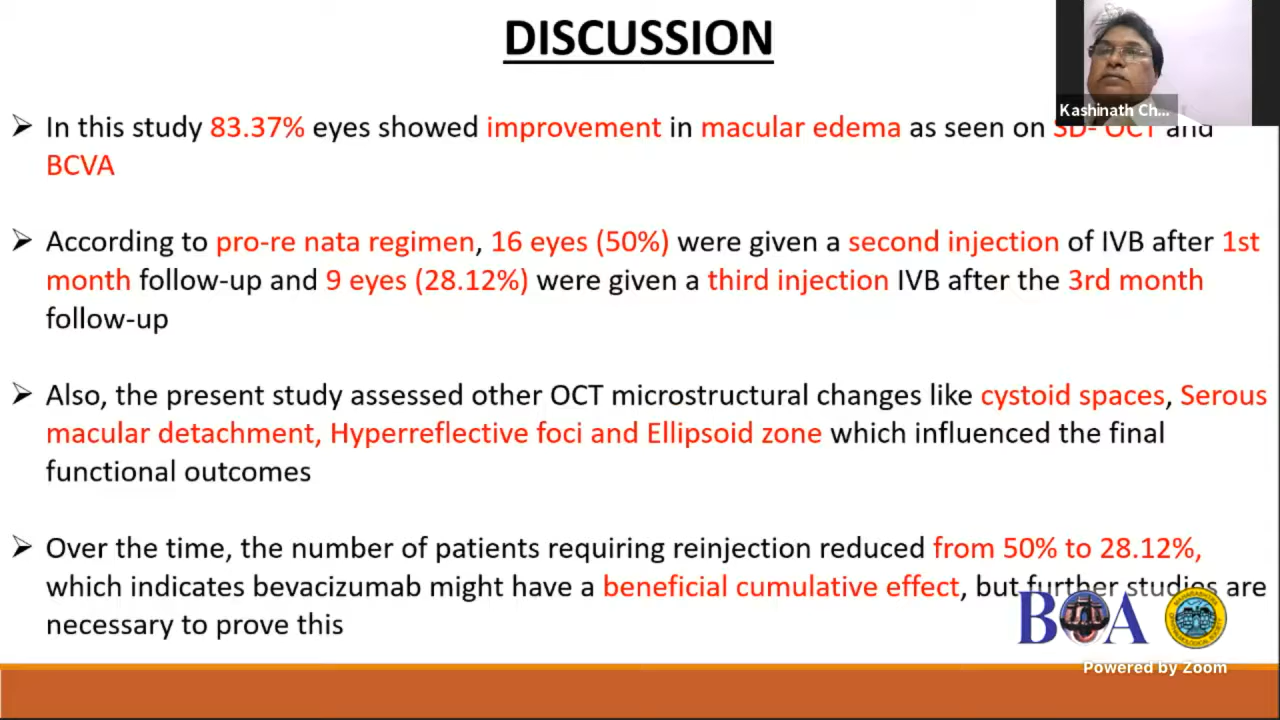 DISCUSSION
Kashinath Ch...
➢ In this study 83.37% eyes showed improvement in macular edema as seen on SD- OCT and
BCVA
➢ According to pro-re nata regimen, 16 eyes (50%) were given a second injection of IVB after 1st
month follow-up and 9 eyes (28.12%) were given a third injection IVB after the 3rd month
follow-up
➢ Also, the present study assessed other OCT microstructural changes like cystoid spaces, Serous
macular detachment, Hyperreflective foci and Ellipsoid zone which influenced the final
functional outcomes
➢ Over the time, the number of patients requiring reinjection reduced from 50% to 28.12%,
which indicates bevacizumab might have a beneficial cumulative effect, but further studies are
necessary to prove this
BOA
Powered by Zoom